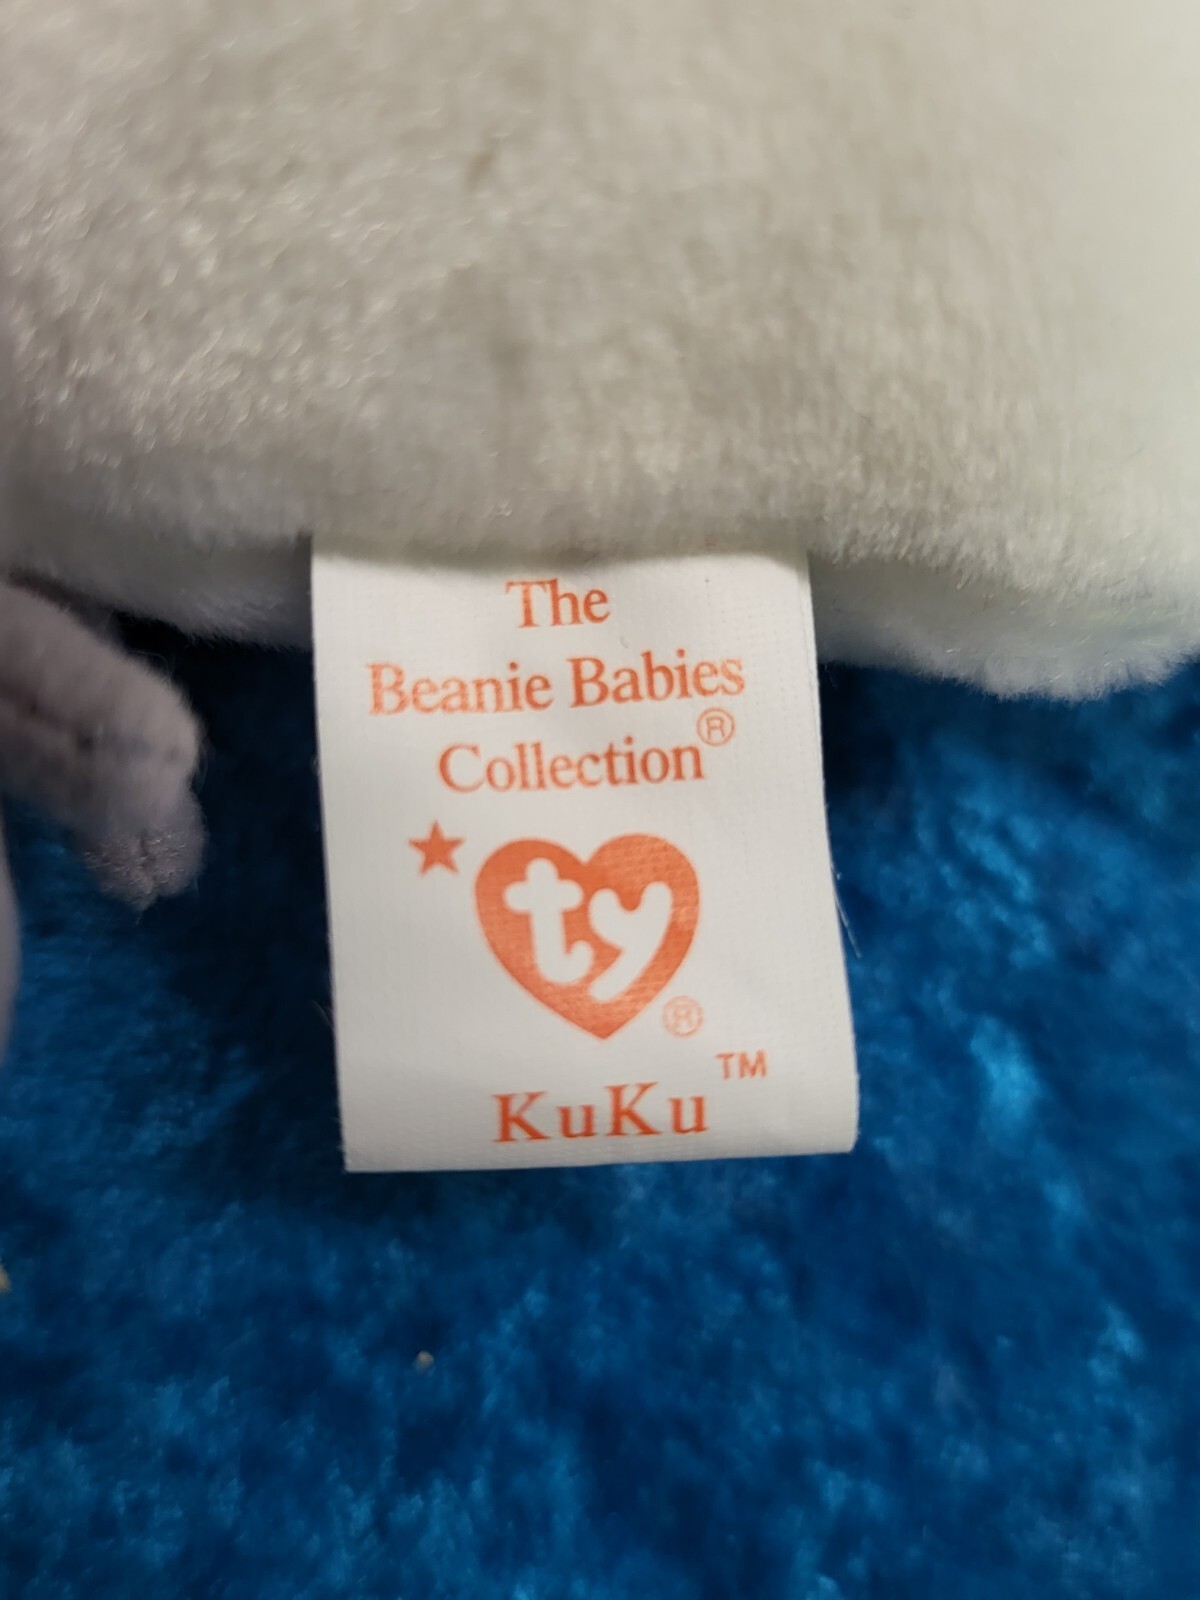 The
Beanie Babies
Collection®
ty®
KuKu™